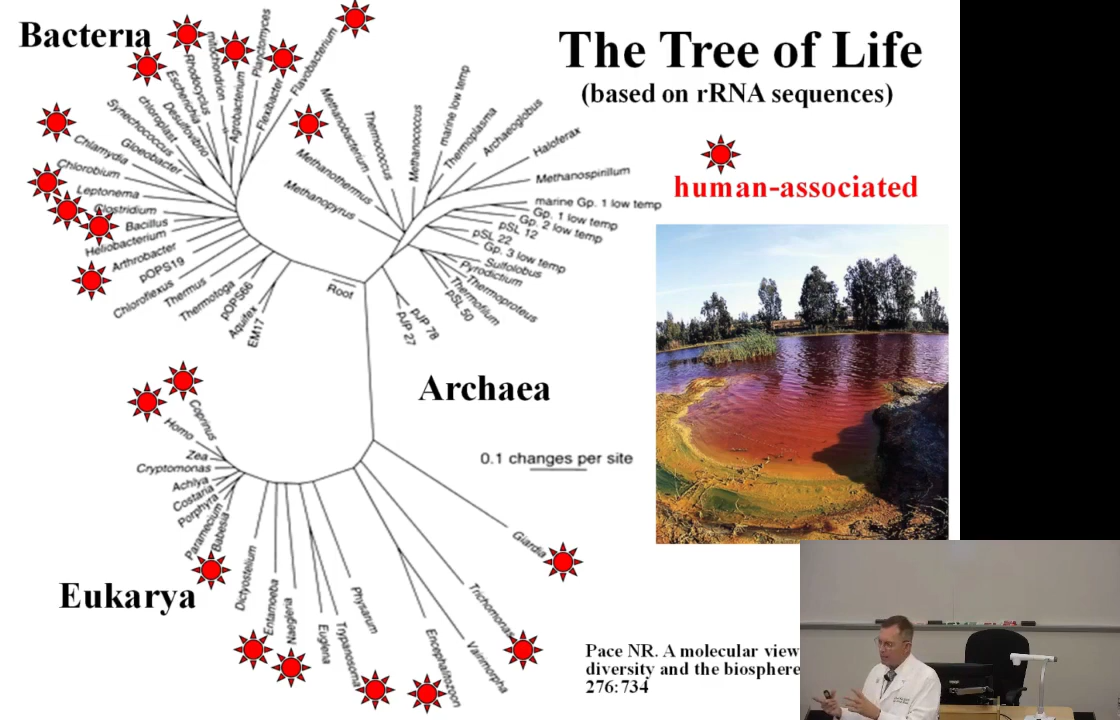 Bacteria
The Tree of Life
(based on rRNA sequences)
human-associated
Flavobacterium
Flexibacter
Planctomyces
Agrobacterium
mitochondrion
Rhodocyclus
Escherichia
Desulfovibrio
chloroplast
Synechococcus
Gloeobacter
Chlamydia
Chlorobium
Leptonema
Clostridium
Bacillus
Heliobacterium
Arthrobacter
pOPS19
Chloroflexus
Thermus
Thermotoga
pOPS66
Aquifex
EM17
Root
Methanopyrus
Methanothermus
Methanobacterium
Thermococcus
Methanococcus
marine low temp
Thermoplasma
Archaeoglobus
Haloferax
Methanospirillum
marine Gp. 1 low temp
Gp. 1 low temp
Gp. 2 low temp
pSL 12
pSL 22
Gp. 3 low temp
Sulfolobus
Pyrodictium
Thermoproteus
Thermofilum
pSL 50
pJP 78
pJP 27
Archaea
0.1 changes per site
Coprinus
Homo
Zea
Cryptomonas
Achlya
Costaria
Porphyra
Paramecium
Babesia
Dictyostelium
Entamoeba
Naegleria
Euglena
Trypanosoma
Physarum
Encephalitozoon
Vairimorpha
Trichomonas
Giardia
Eukarya
Pace NR. A molecular view
diversity and the biosphere
276:734